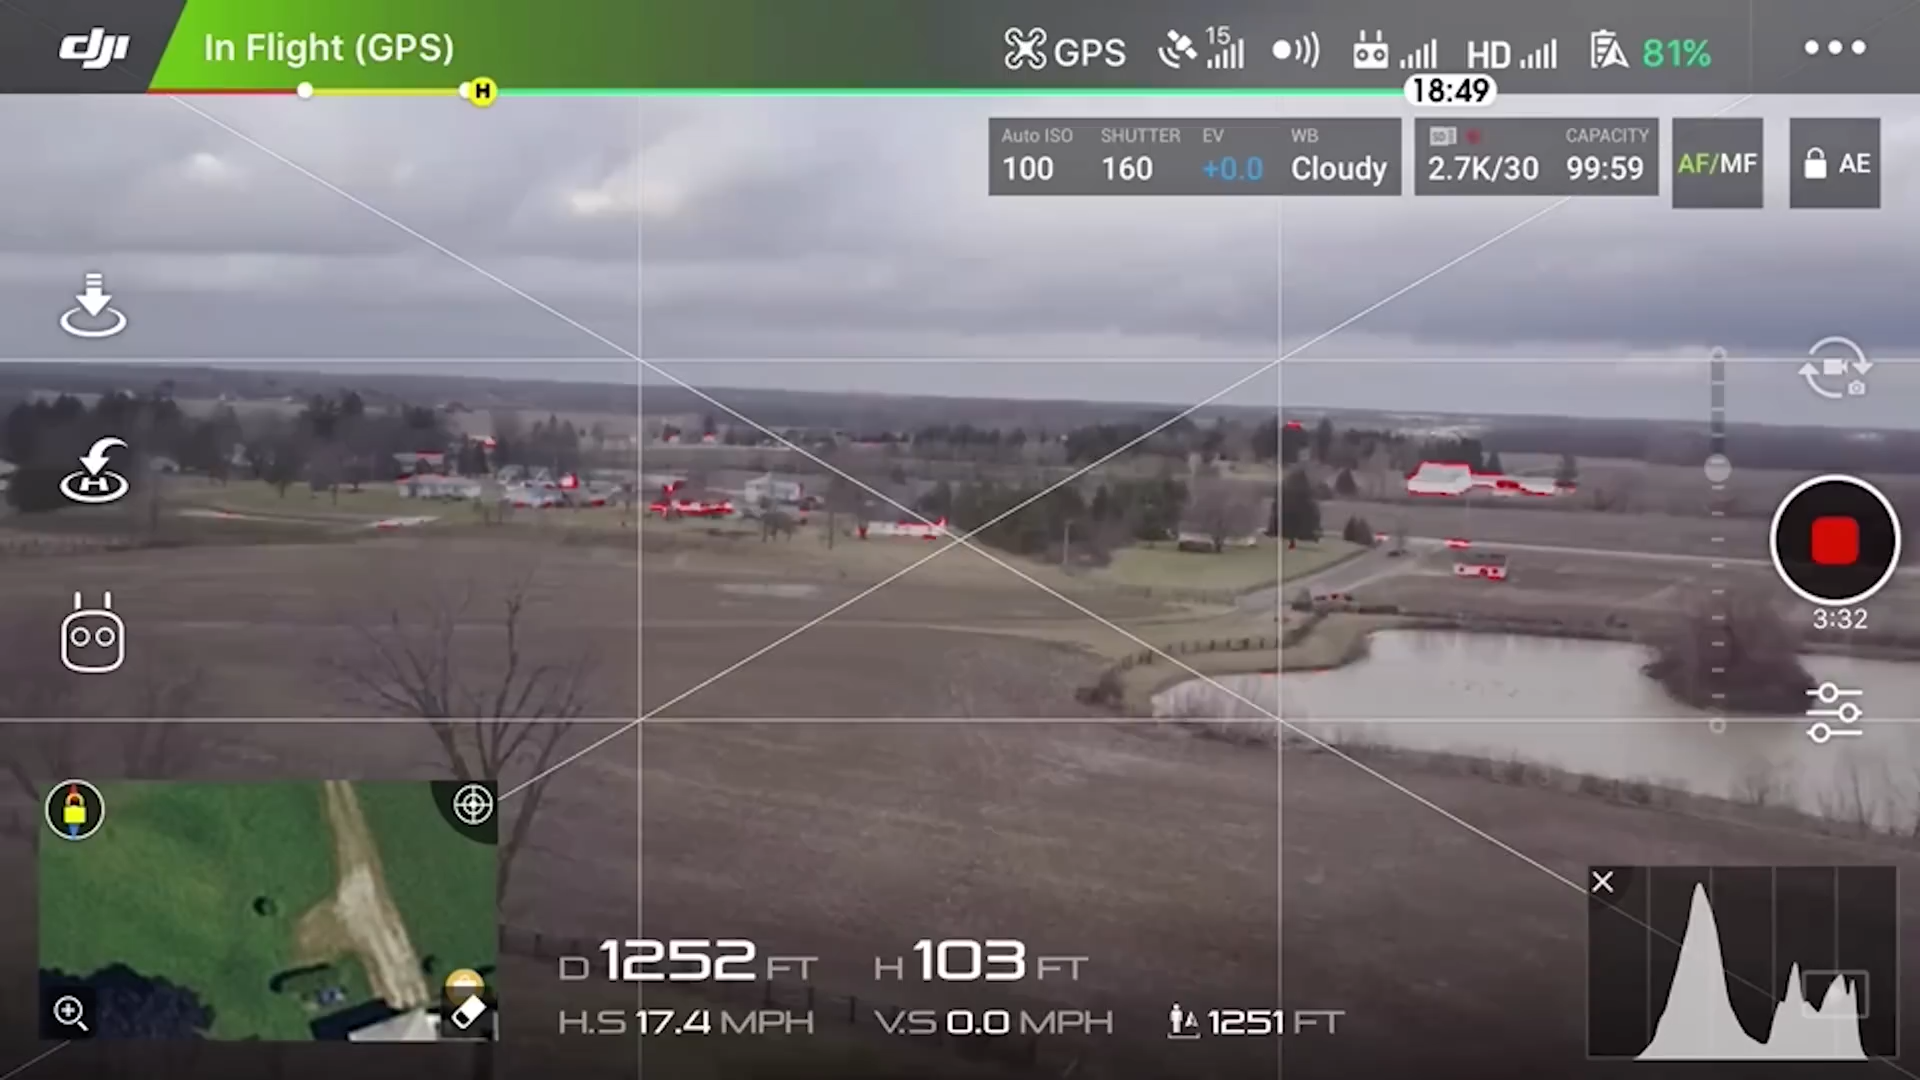 dji In Flight (GPS) GPS 15 HD 81%
H 18:49
Auto ISO SHUTTER EV WB CAPACITY
100 160 +0.0 Cloudy 2.7K/30 99:59 AF/MF AE
3:32
D 1252 FT H 103 FT
H.S 17.4 MPH V.S 0.0 MPH 1251 FT